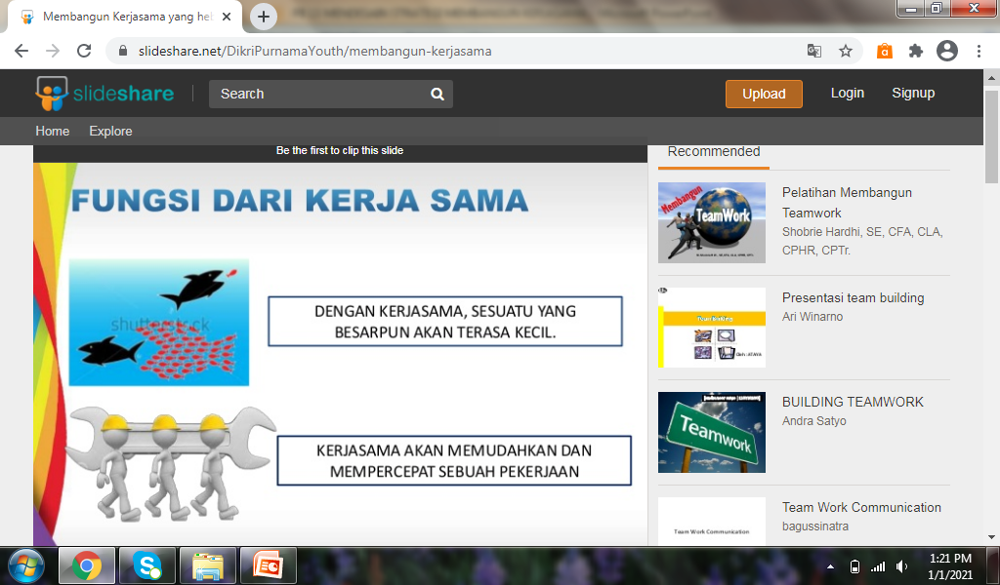 Membangun Kerjasama yang heb
slideshare.net/DikriPurnamaYouth/membangun-kerjasama
slideshare
Search
Upload
Login
Signup
Home
Explore
Be the first to clip this slide
FUNGSI DARI KERJA SAMA
shutterstock
DENGAN KERJASAMA, SESUATU YANG
BESARPUN AKAN TERASA KECIL.
KERJASAMA AKAN MEMUDAHKAN DAN
MEMPERCEPAT SEBUAH PEKERJAAN
Recommended
Membangun
TeamWork
Pelatihan Membangun
Teamwork
Shobrie Hardhi, SE, CFA, CLA,
CPHR, CPTr.
Presentasi team building
Ari Winarno
Teamwork
BUILDING TEAMWORK
Andra Satyo
Team Work Communication
Team Work Communication
bagussinatra
1:21 PM
1/1/2021